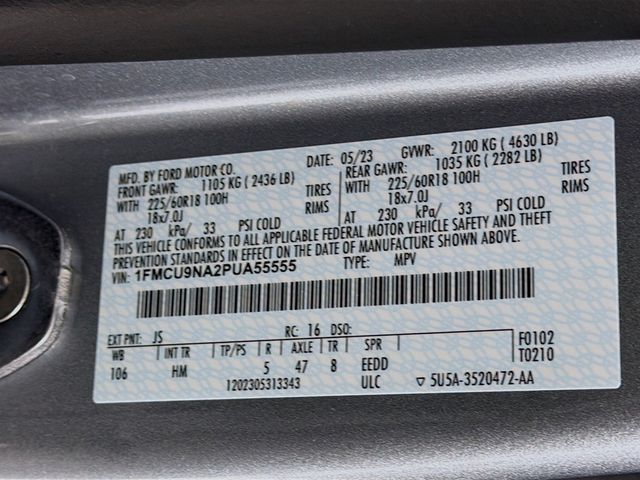 MFD. BY FORD MOTOR CO. DATE: 05/23 GVWR: 2100 KG ( 4630 LB)
FRONT GAWR: 1105 KG ( 2436 LB) REAR GAWR: 1035 KG ( 2282 LB)
WITH 225/60R18 100H TIRES WITH 225/60R18 100H TIRES
18x7.0J RIMS 18x7.0J RIMS
AT 230 kPa/ 33 PSI COLD AT 230 kPa/ 33 PSI COLD
THIS VEHICLE CONFORMS TO ALL APPLICABLE FEDERAL MOTOR VEHICLE SAFETY AND THEFT
PREVENTION STANDARDS IN EFFECT ON THE DATE OF MANUFACTURE SHOWN ABOVE.
VIN: 1FMCU9NA2PUA55555 TYPE: MPV
EXT PNT: JS RC: 16 DSO: F0102
WB INT TR TP/PS R AXLE TR SPR T0210
106 HM 5 47 8 EEDD
1202305313343 ULC ▽ 5U5A-3520472-AA